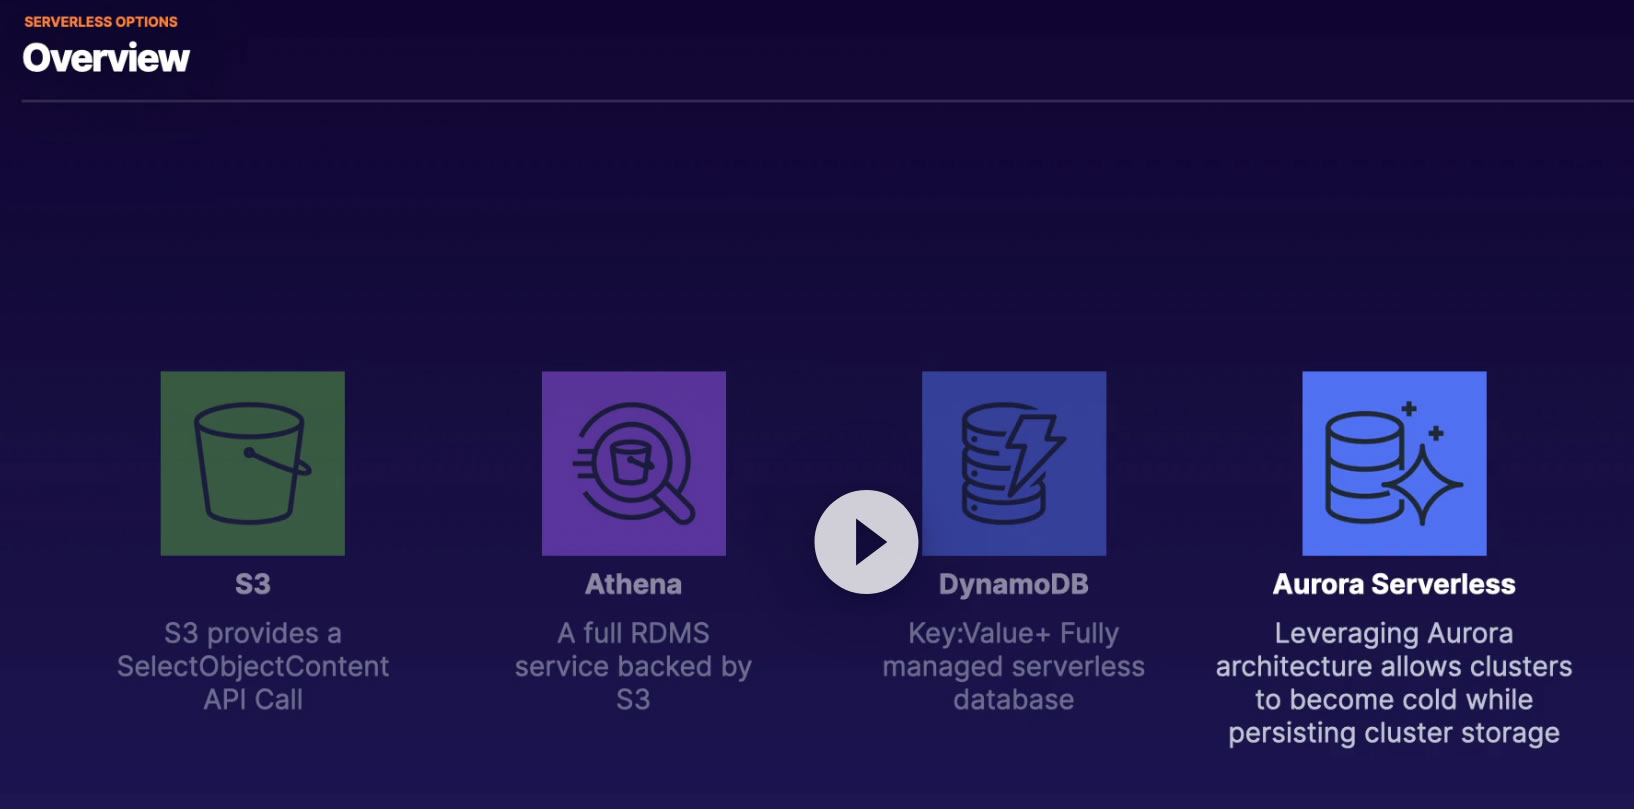 SERVERLESS OPTIONS
Overview
S3
S3 provides a
SelectObjectContent
API Call
Athena
A full RDMS
service backed by
S3
DynamoDB
Key:Value+ Fully
managed serverless
database
Aurora Serverless
Leveraging Aurora
architecture allows clusters
to become cold while
persisting cluster storage